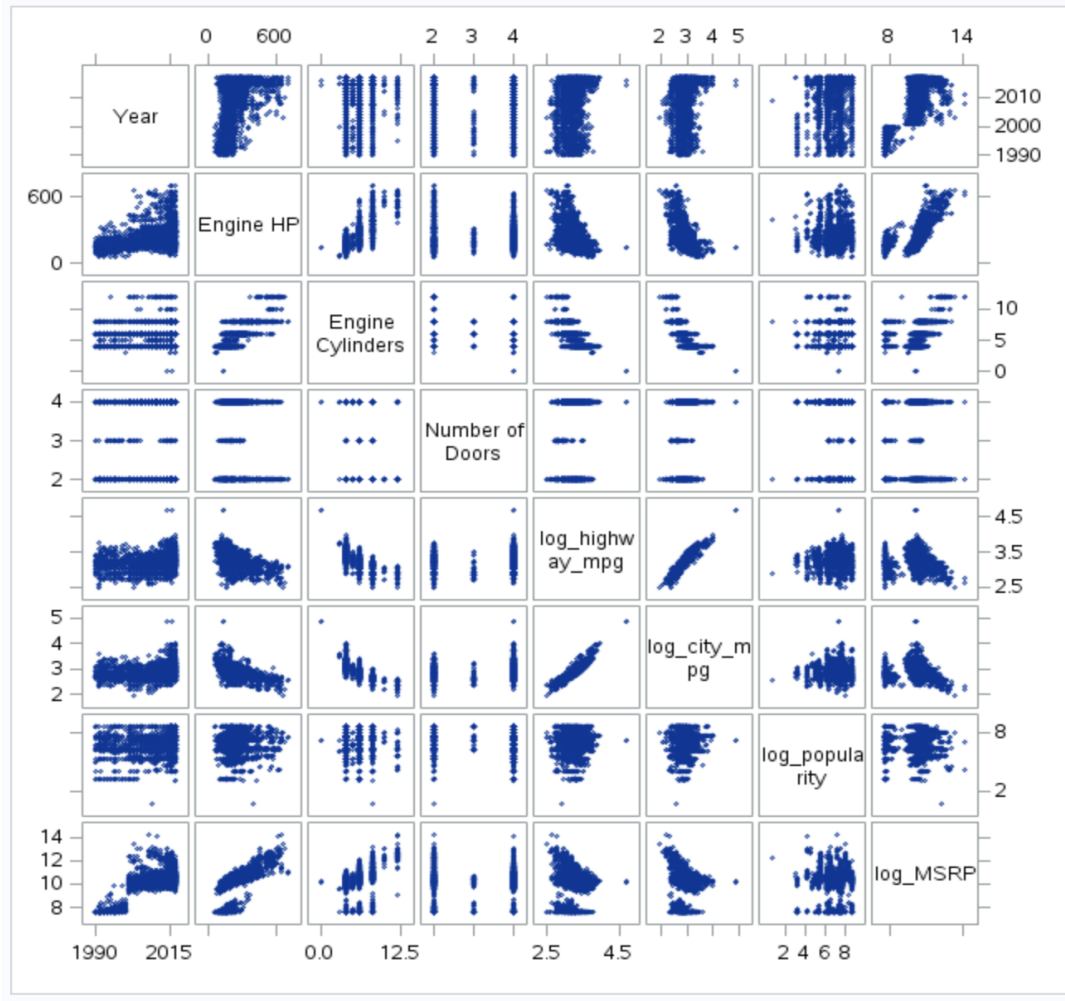 0 600 2 3 4 2 3 4 5 8 14
Year
2010
2000
1990
600
Engine HP
0
Engine
Cylinders
10
5
0
4
Number of
Doors
3
2
log_highw
ay_mpg
4.5
3.5
2.5
5
log_city_m
pg
4
3
2
log_popula
rity
8
2
14
log_MSRP
12
10
8
1990 2015 0.0 12.5 2.5 4.5 2 4 6 8